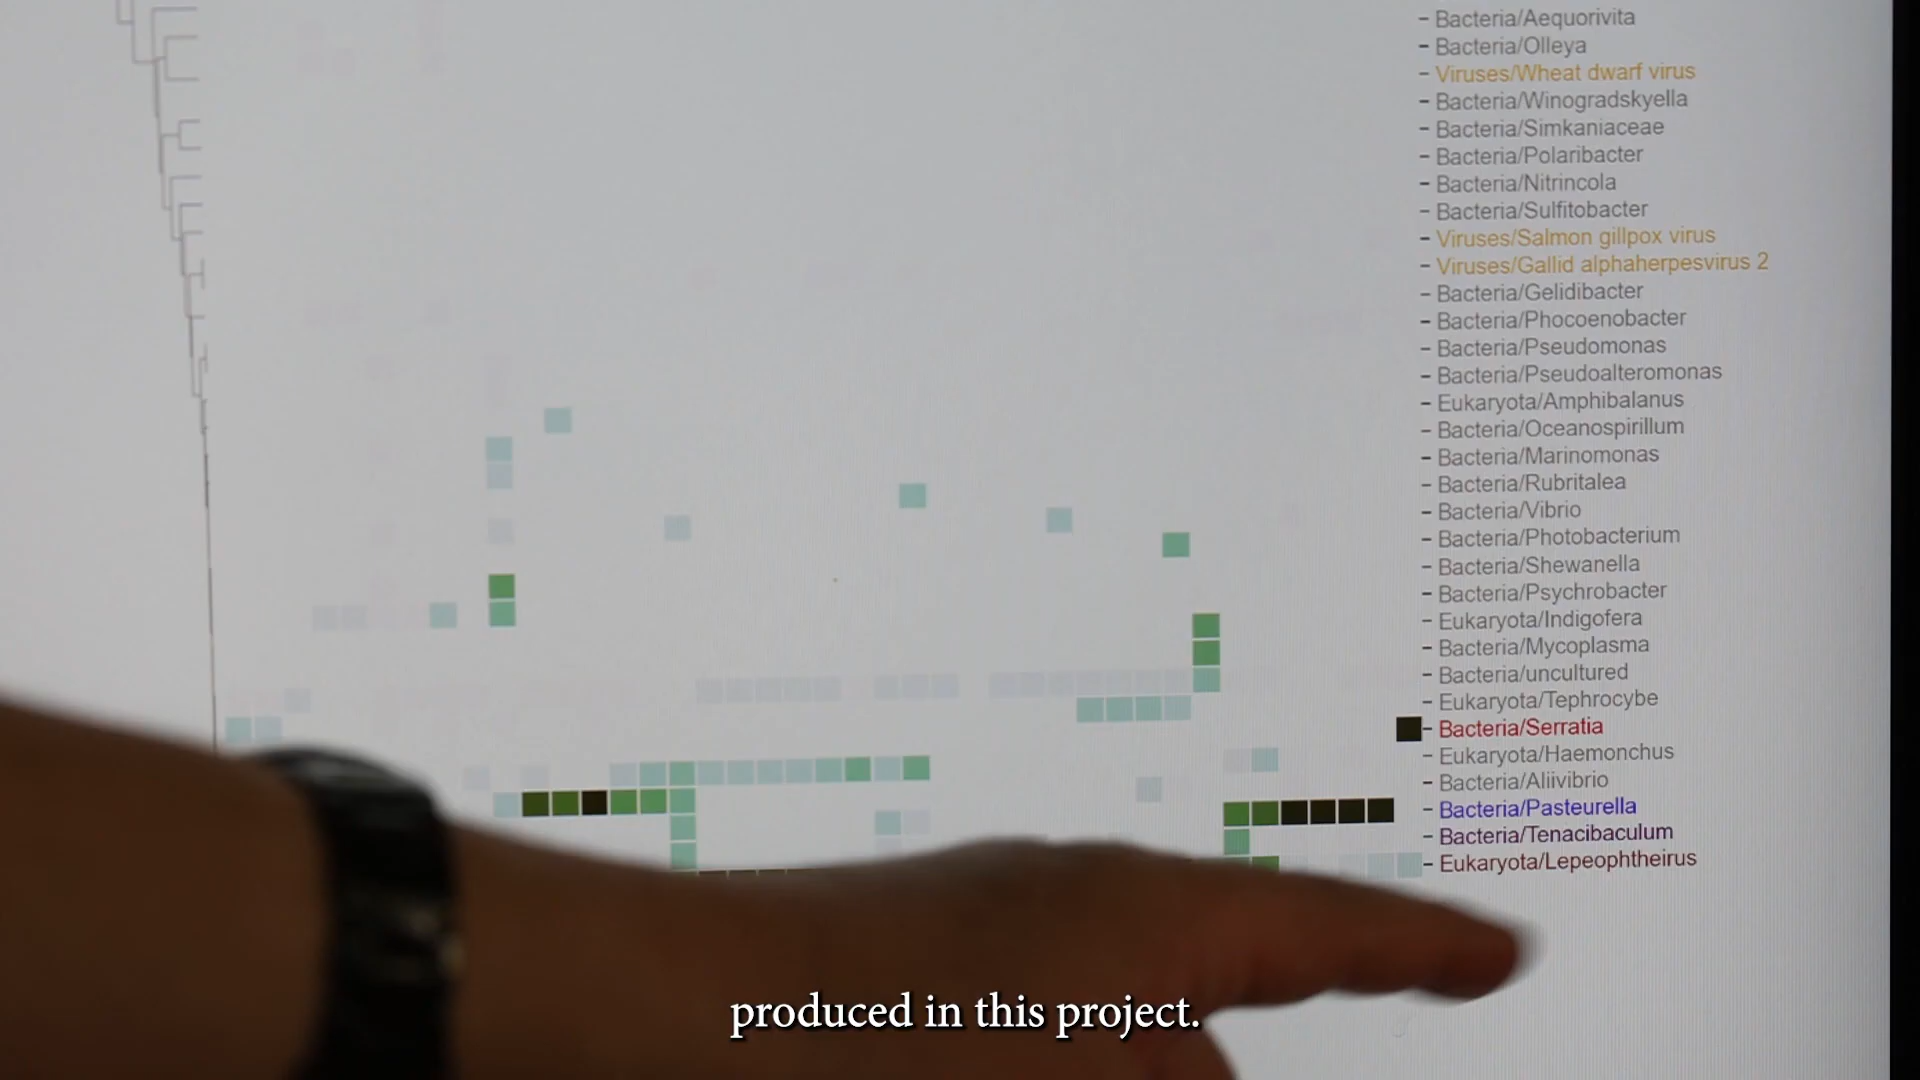 – Bacteria/Aequorivita
– Bacteria/Olleya
– Viruses/Wheat dwarf virus
– Bacteria/Winogradskyella
– Bacteria/Simkaniaceae
– Bacteria/Polaribacter
– Bacteria/Nitrincola
– Bacteria/Sulfitobacter
– Viruses/Salmon gillpox virus
– Viruses/Gallid alphaherpesvirus 2
– Bacteria/Gelidibacter
– Bacteria/Phocoenobacter
– Bacteria/Pseudomonas
– Bacteria/Pseudoalteromonas
– Eukaryota/Amphibalanus
– Bacteria/Oceanospirillum
– Bacteria/Marinomonas
– Bacteria/Rubritalea
– Bacteria/Vibrio
– Bacteria/Photobacterium
– Bacteria/Shewanella
– Bacteria/Psychrobacter
– Eukaryota/Indigofera
– Bacteria/Mycoplasma
– Bacteria/uncultured
– Eukaryota/Tephrocybe
– Bacteria/Serratia
– Eukaryota/Haemonchus
– Bacteria/Aliivibrio
– Bacteria/Pasteurella
– Bacteria/Tenacibaculum
– Eukaryota/Lepeophtheirus
produced in this project.